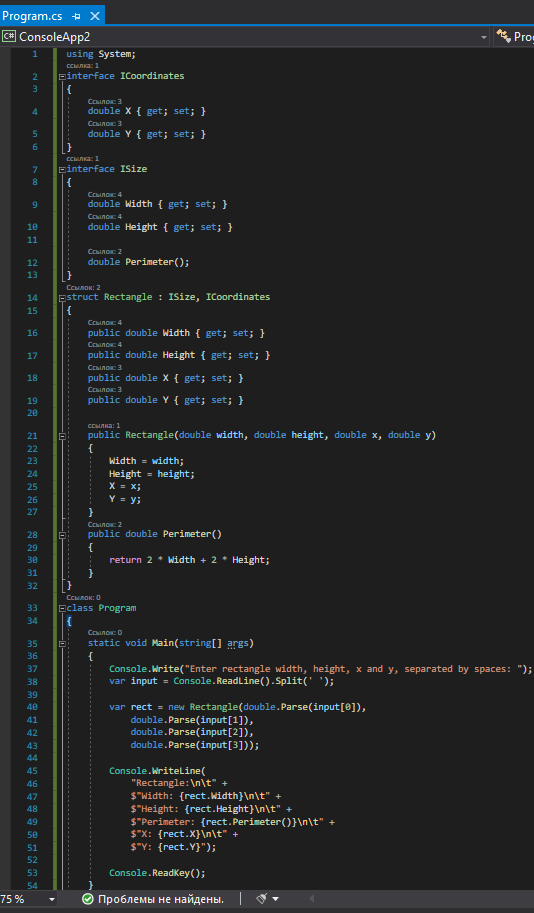 Program.cs
C# ConsoleApp2 Prog
1 using System;
ссылка: 1
2 interface ICoordinates
3 {
Ссылок: 3
4 double X { get; set; }
Ссылок: 3
5 double Y { get; set; }
6 }
ссылка: 1
7 interface ISize
8 {
Ссылок: 4
9 double Width { get; set; }
Ссылок: 4
10 double Height { get; set; }
11
Ссылок: 2
12 double Perimeter();
13 }
Ссылок: 2
14 struct Rectangle : ISize, ICoordinates
15 {
Ссылок: 4
16 public double Width { get; set; }
Ссылок: 4
17 public double Height { get; set; }
Ссылок: 3
18 public double X { get; set; }
Ссылок: 3
19 public double Y { get; set; }
20
ссылка: 1
21 public Rectangle(double width, double height, double x, double y)
22 {
23 Width = width;
24 Height = height;
25 X = x;
26 Y = y;
27 }
Ссылок: 2
28 public double Perimeter()
29 {
30 return 2 * Width + 2 * Height;
31 }
32 }
Ссылок: 0
33 class Program
34 {
Ссылок: 0
35 static void Main(string[] args)
36 {
37 Console.Write("Enter rectangle width, height, x and y, separated by spaces: ");
38 var input = Console.ReadLine().Split(' ');
39
40 var rect = new Rectangle(double.Parse(input[0]),
41 double.Parse(input[1]),
42 double.Parse(input[2]),
43 double.Parse(input[3]));
44
45 Console.WriteLine(
46 "Rectangle:\n\t" +
47 $"Width: {rect.Width}\n\t" +
48 $"Height: {rect.Height}\n\t" +
49 $"Perimeter: {rect.Perimeter()}\n\t" +
50 $"X: {rect.X}\n\t" +
51 $"Y: {rect.Y}");
52
53 Console.ReadKey();
54 }
75 % Проблемы не найдены.